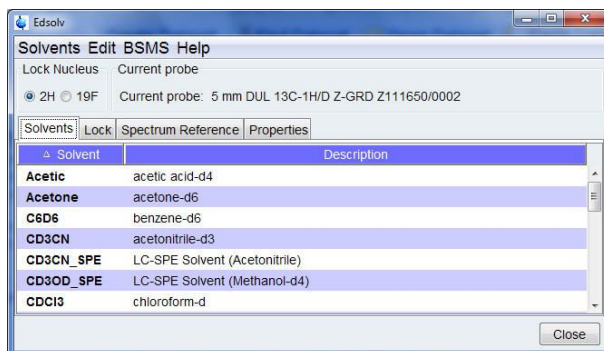 Edsolv
Solvents Edit BSMS Help
Lock Nucleus Current probe
2H 19F Current probe: 5 mm DUL 13C-1H/D Z-GRD Z111650/0002
Solvents Lock Spectrum Reference Properties
Solvent Description
Acetic acetic acid-d4
Acetone acetone-d6
C6D6 benzene-d6
CD3CN acetonitrile-d3
CD3CN_SPE LC-SPE Solvent (Acetonitrile)
CD3OD_SPE LC-SPE Solvent (Methanol-d4)
CDCl3 chloroform-d
Close